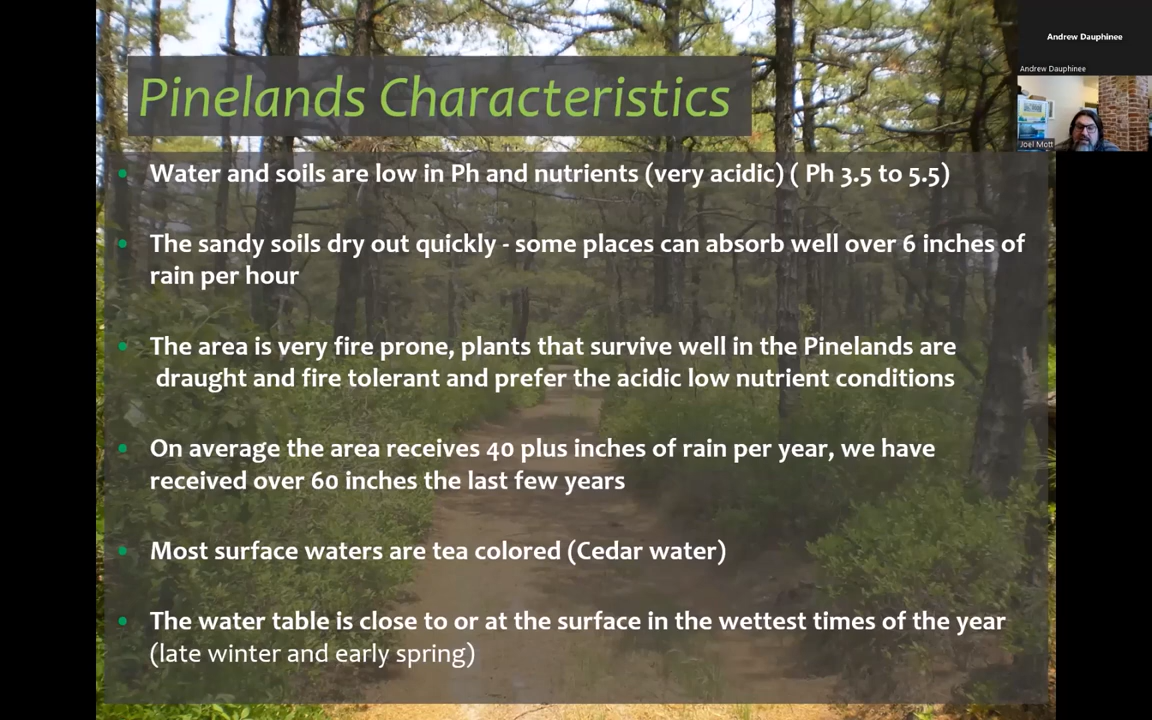 Andrew Dauphinee
Andrew Dauphinee
Joel Mott
Pinelands Characteristics
• Water and soils are low in Ph and nutrients (very acidic) ( Ph 3.5 to 5.5)
• The sandy soils dry out quickly - some places can absorb well over 6 inches of
rain per hour
• The area is very fire prone, plants that survive well in the Pinelands are
draught and fire tolerant and prefer the acidic low nutrient conditions
• On average the area receives 40 plus inches of rain per year, we have
received over 60 inches the last few years
• Most surface waters are tea colored (Cedar water)
• The water table is close to or at the surface in the wettest times of the year
(late winter and early spring)